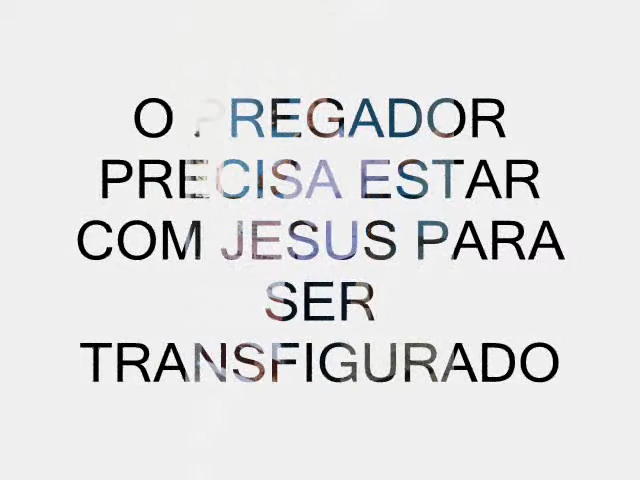 O PREGADOR
PRECISA ESTAR
COM JESUS PARA
SER
TRANSFIGURADO